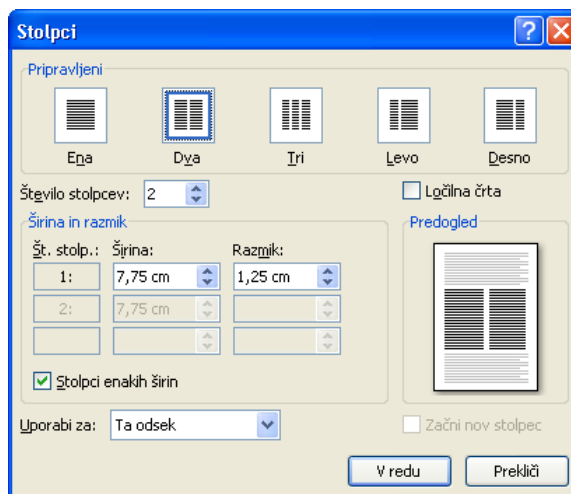 Stolpci
Pripravljeni
Ena Dva Tri Levo Desno
Število stolpcev: 2 Ločilna črta
Širina in razmik Predogled
Št. stolp.: Širina: Razmik:
1: 7,75 cm 1,25 cm
2: 7,75 cm
Stolpci enakih širin
Uporabi za: Ta odsek Začni nov stolpec
V redu Prekliči